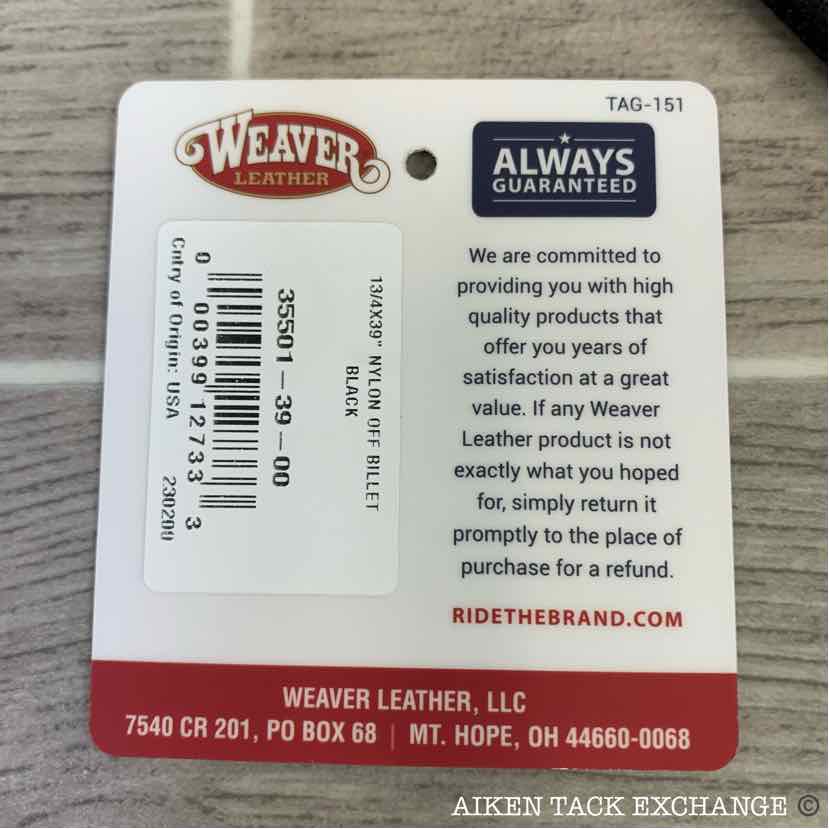 TAG-151
WEAVER
LEATHER
ALWAYS
GUARANTEED
13/4X39" NYLON OFF BILLET
BLACK
35501-39-00
0 00399 12733 3
Cntry of Origin: USA 230209
We are committed to
providing you with high
quality products that
offer you years of
satisfaction at a great
value. If any Weaver
Leather product is not
exactly what you hoped
for, simply return it
promptly to the place of
purchase for a refund.
RIDETHEBRAND.COM
WEAVER LEATHER, LLC
7540 CR 201, PO BOX 68 | MT. HOPE, OH 44660-0068
AIKEN TACK EXCHANGE ©